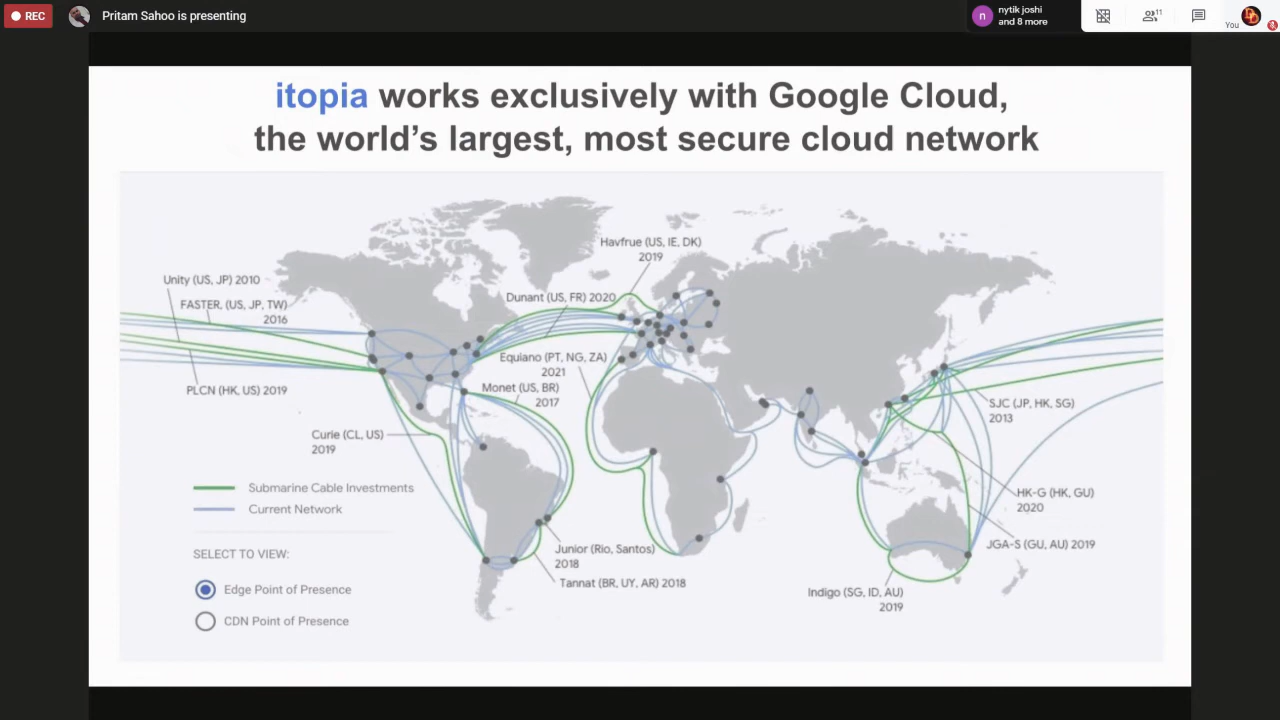 REC
Pritam Sahoo is presenting
n
nytik joshi
and 8 more
11
You
itopia works exclusively with Google Cloud,
the world's largest, most secure cloud network
Havfrue (US, IE, DK)
2019
Unity (US, JP) 2010
FASTER, (US, JP, TW)
2016
Dunant (US, FR) 2020
Equiano (PT, NG, ZA)
2021
PLCN (HK, US) 2019
Monet (US, BR)
2017
SJC (JP, HK, SG)
2013
Curie (CL, US)
2019
Submarine Cable Investments
Current Network
HK-G (HK, GU)
2020
JGA-S (GU, AU) 2019
SELECT TO VIEW:
Junior (Rio, Santos)
2018
Tannat (BR, UY, AR) 2018
Edge Point of Presence
Indigo (SG, ID, AU)
2019
CDN Point of Presence